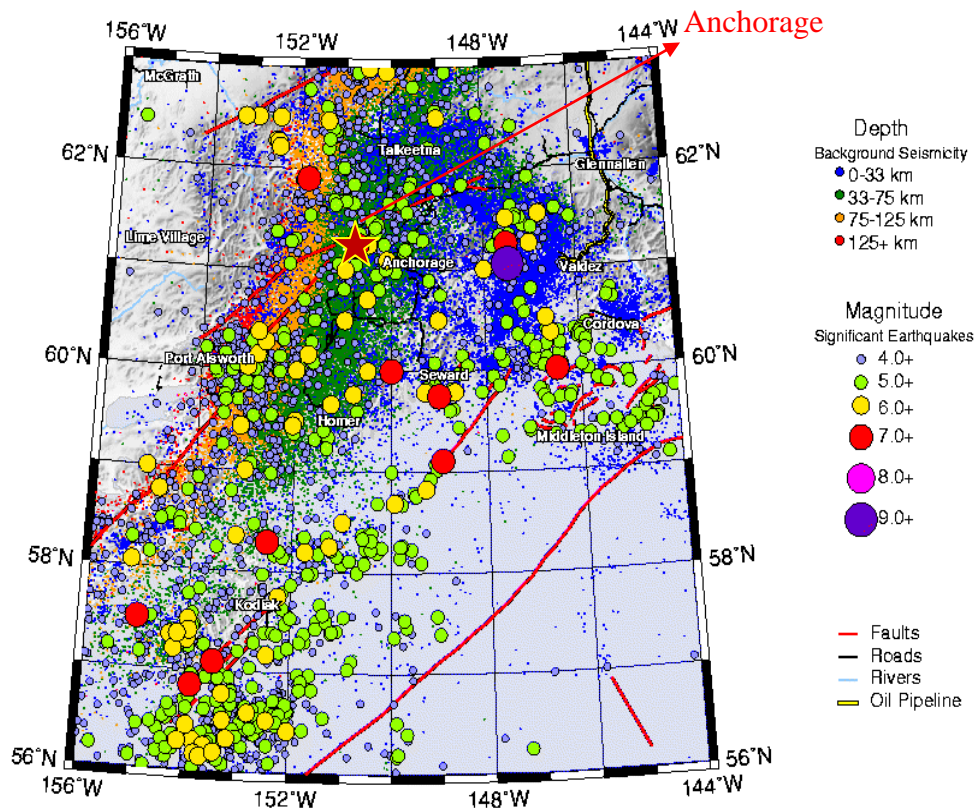 Anchorage
156°W
152°W
148°W
144°W
McGrath
Talkeetna
62°N
62°N
Glennallen
Lime Village
Anchorage
Valdez
Cordova
60°N
60°N
Port Alsworth
Seward
Homer
Middleton Island
58°N
58°N
Kodiak
56°N
56°N
156°W
152°W
148°W
144°W
Depth
Background Seismicity
0-33 km
33-75 km
75-125 km
125+ km
Magnitude
Significant Earthquakes
4.0+
5.0+
6.0+
7.0+
8.0+
9.0+
Faults
Roads
Rivers
Oil Pipeline